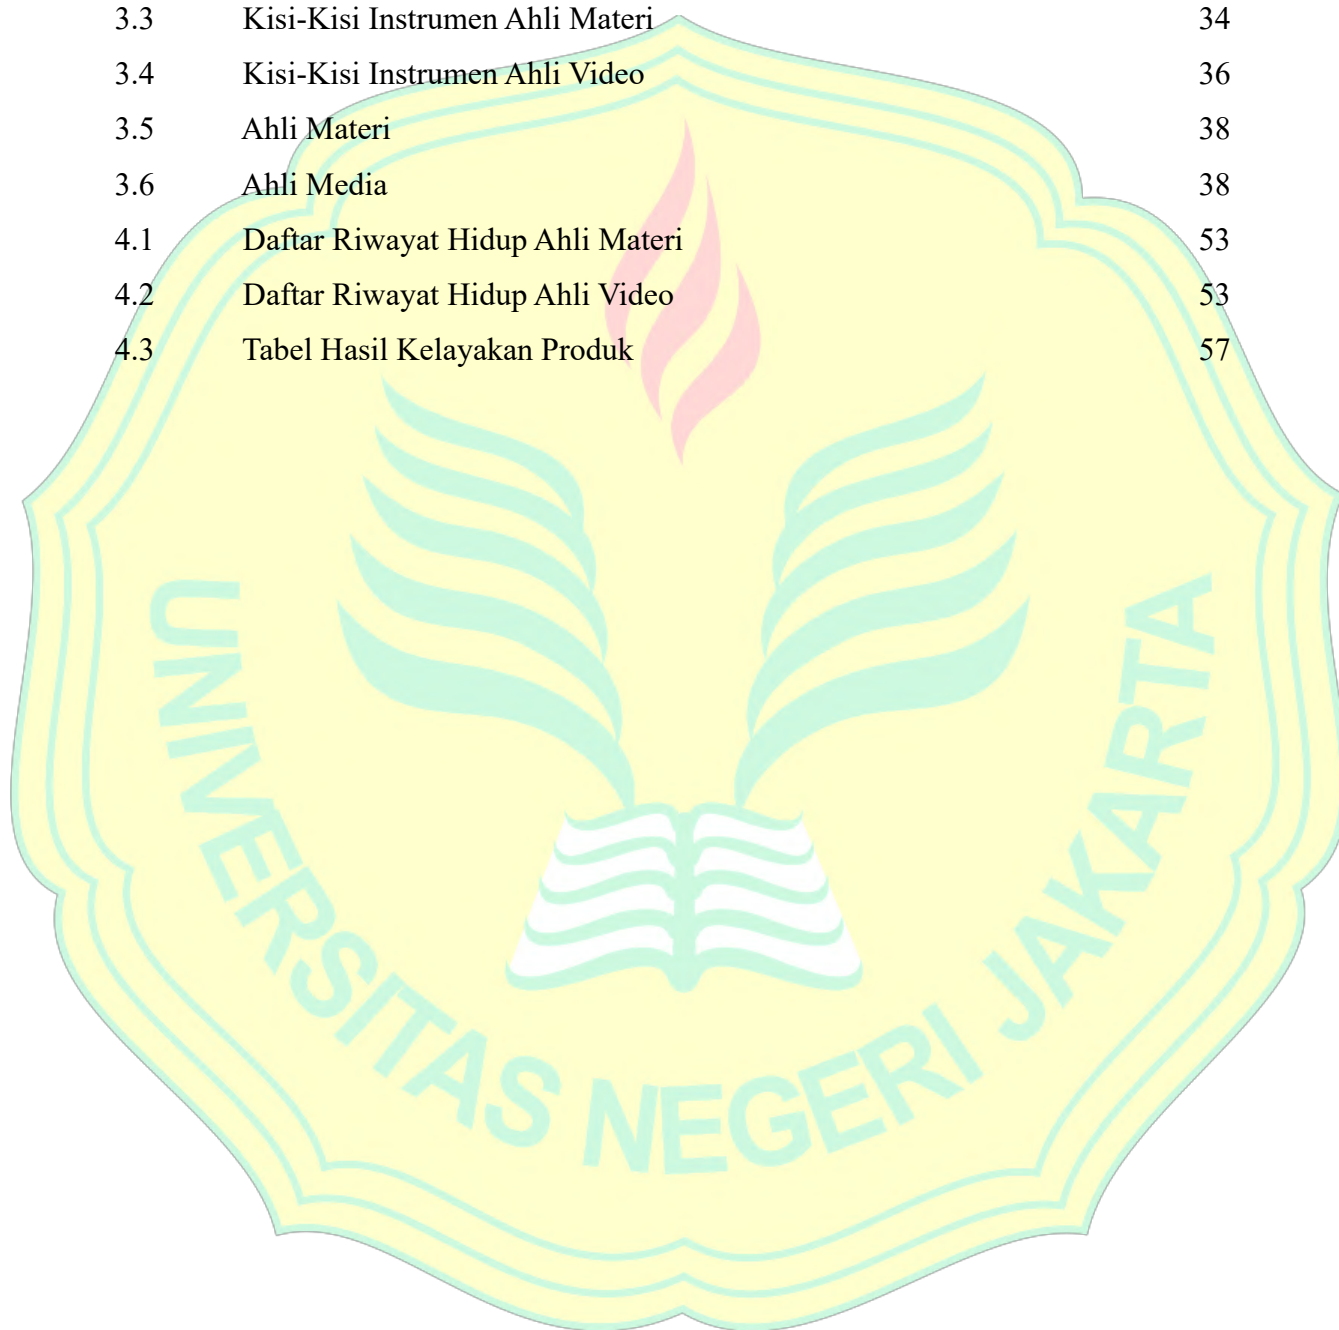 3.3 Kisi-Kisi Instrumen Ahli Materi 34
3.4 Kisi-Kisi Instrumen Ahli Video 36
3.5 Ahli Materi 38
3.6 Ahli Media 38
4.1 Daftar Riwayat Hidup Ahli Materi 53
4.2 Daftar Riwayat Hidup Ahli Video 53
4.3 Tabel Hasil Kelayakan Produk 57
UNIVERSITAS NEGERI JAKARTA